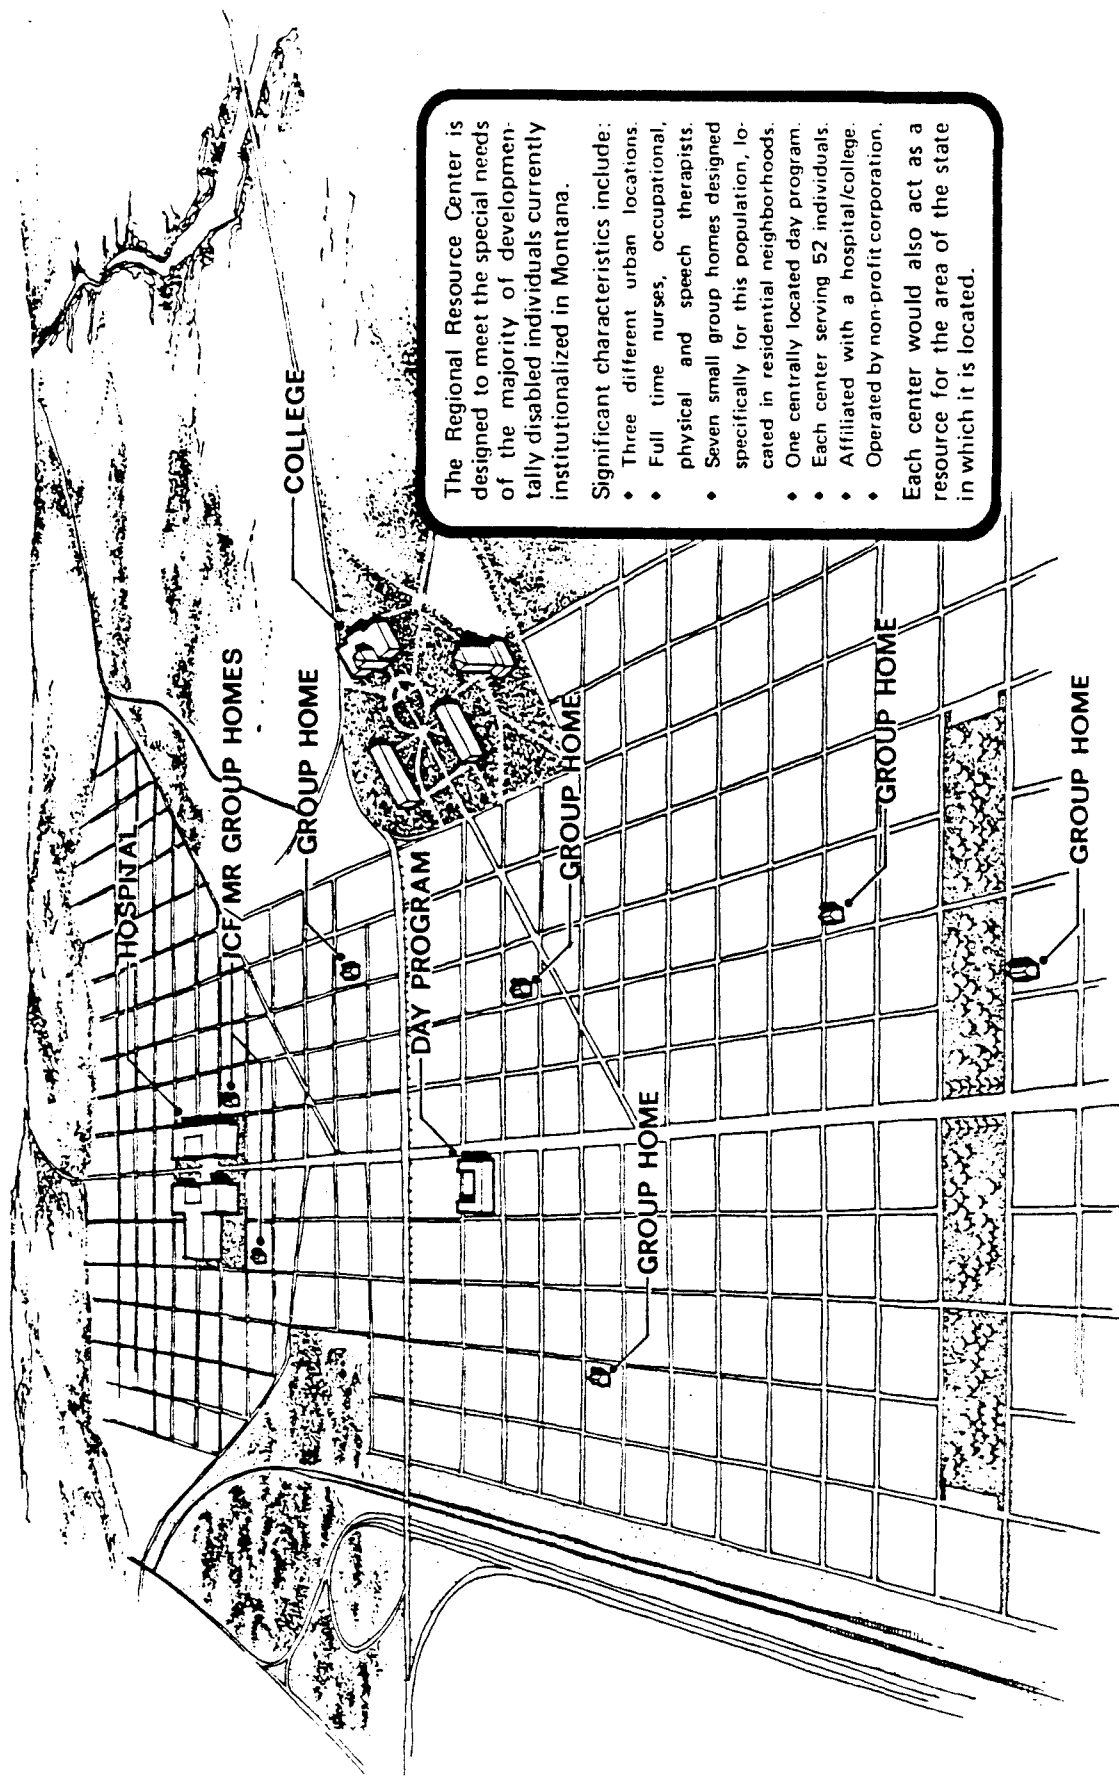 HOSPITAL
ICF MR GROUP HOMES
GROUP HOME
COLLEGE
DAY PROGRAM
GROUP HOME
GROUP HOME
GROUP HOME
GROUP HOME
The Regional Resource Center is
designed to meet the special needs
of the majority of developmen-
tally disabled individuals currently
institutionalized in Montana.
Significant characteristics include:
• Three different urban locations.
• Full time nurses, occupational,
physical and speech therapists.
• Seven small group homes designed
specifically for this population, lo-
cated in residential neighborhoods.
• One centrally located day program.
• Each center serving 52 individuals.
• Affiliated with a hospital/college.
• Operated by non-profit corporation.
Each center would also act as a
resource for the area of the state
in which it is located.